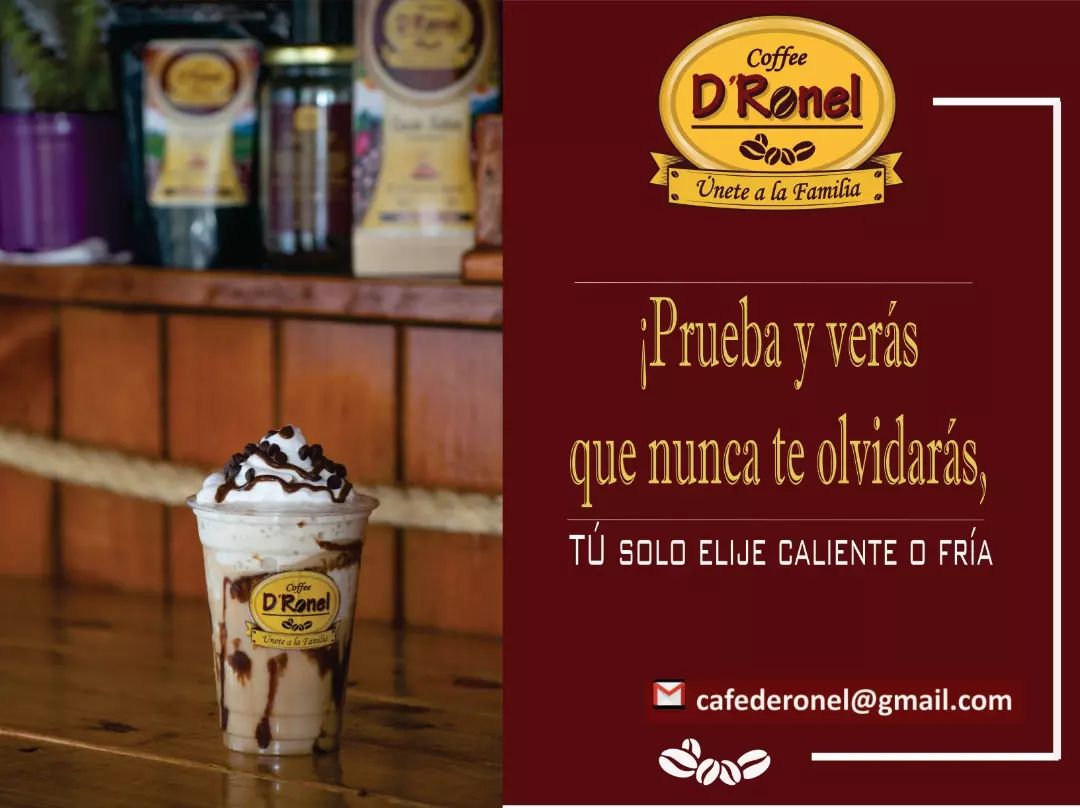 Coffee
D'Ronel
Únete a la Familia
¡Prueba y verás
que nunca te olvidarás,
TÚ SOLO ELIJE CALIENTE O FRÍA
cafederonel@gmail.com
Coffee
D'Ronel
Únete a la Familia